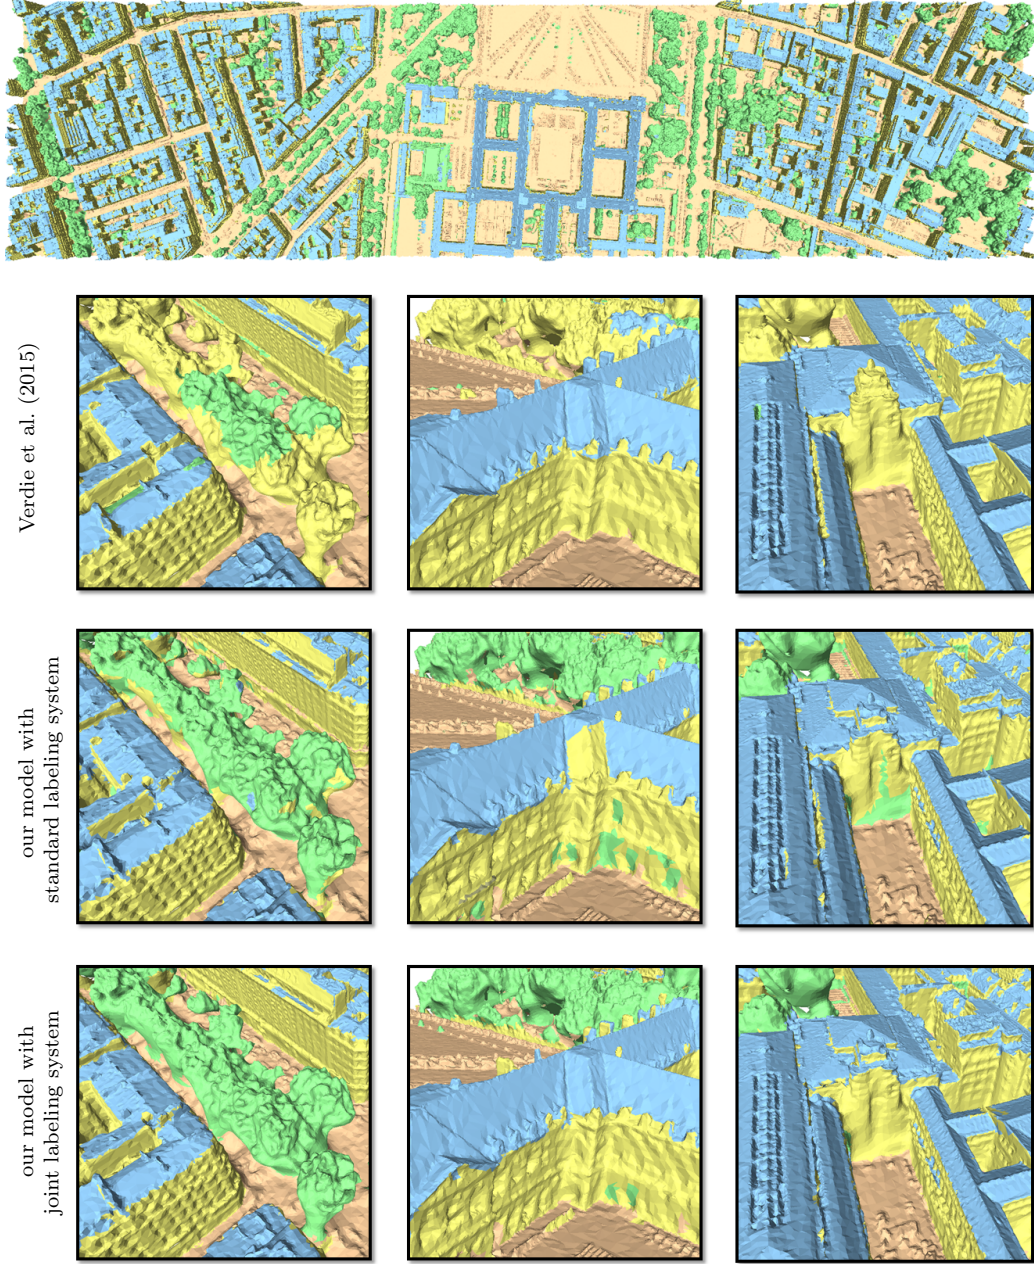 Verdie et al. (2015)
our model with
standard labeling system
our model with
joint labeling system